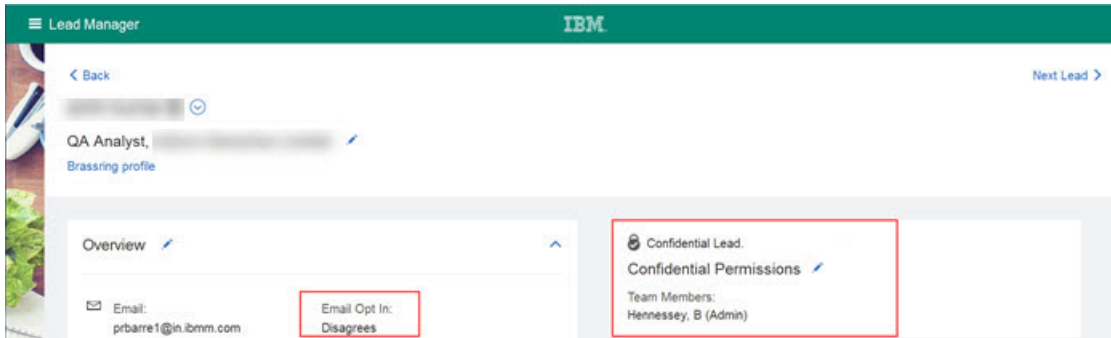 Lead Manager
IBM.
Back
Next Lead
QA Analyst,
Brassring profile
Overview
Email:
prbarre1@in.ibmm.com
Email Opt In:
Disagrees
Confidential Lead.
Confidential Permissions
Team Members:
Hennessey, B (Admin)